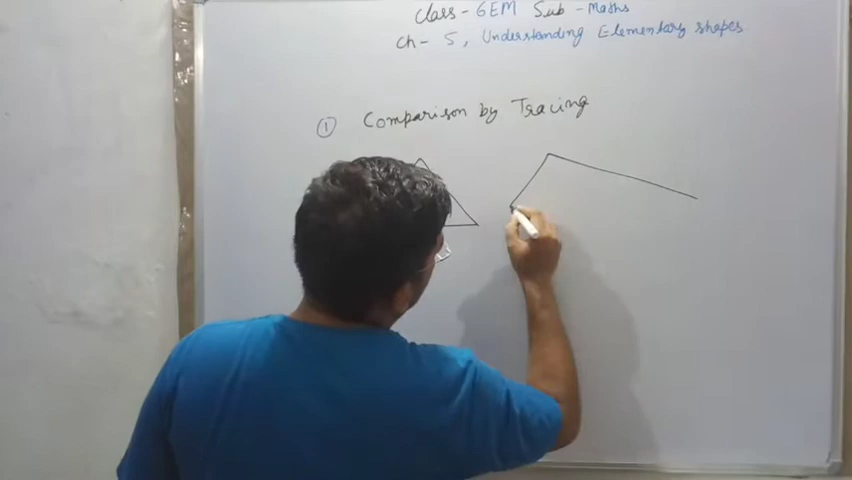 Class - 6EM Sub - Maths
Ch - 5, Understanding Elementary shapes
① Comparison by Tracing